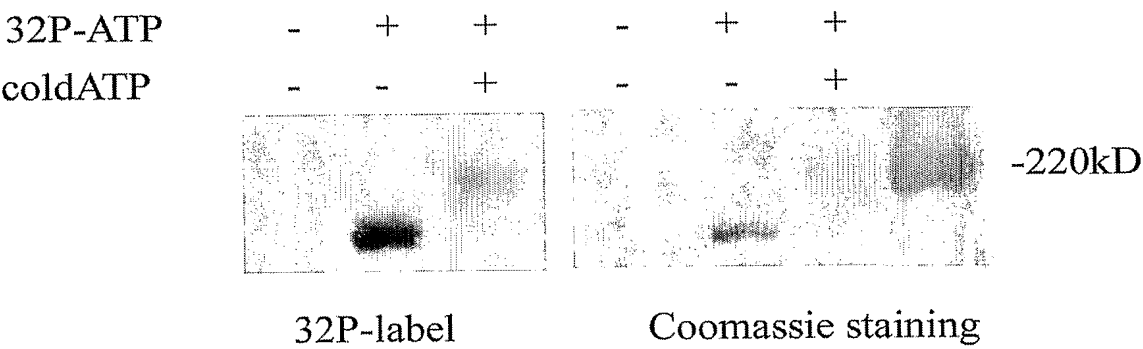 32P-ATP - + + - + +
coldATP - - + - - +
-220kD
32P-label Coomassie staining